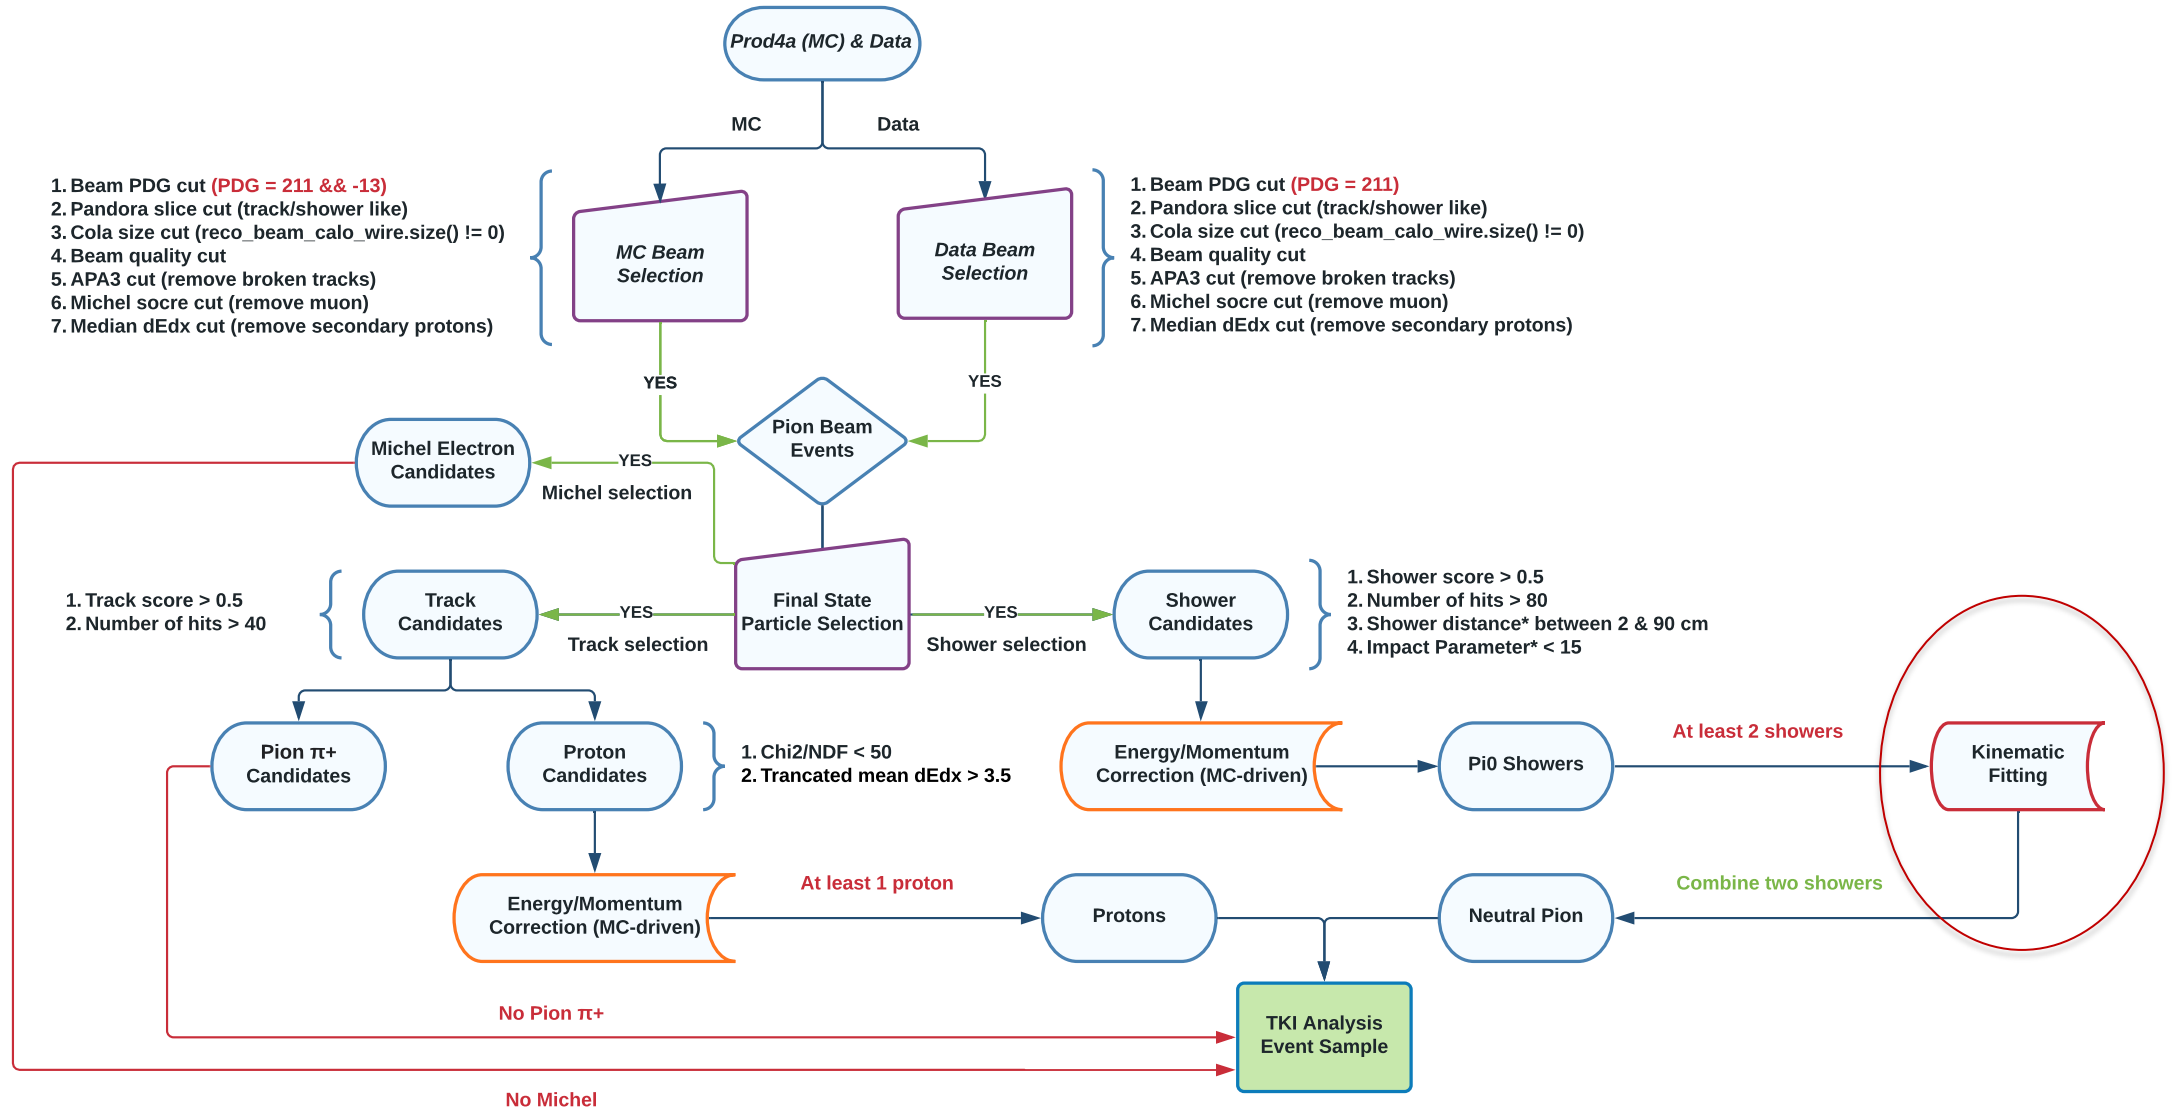 Prod4a (MC) & Data
MC
Data
1. Beam PDG cut (PDG = 211 && -13)
2. Pandora slice cut (track/shower like)
3. Cola size cut (reco_beam_calo_wire.size() != 0)
4. Beam quality cut
5. APA3 cut (remove broken tracks)
6. Michel socre cut (remove muon)
7. Median dEdx cut (remove secondary protons)
MC Beam
Selection
Data Beam
Selection
1. Beam PDG cut (PDG = 211)
2. Pandora slice cut (track/shower like)
3. Cola size cut (reco_beam_calo_wire.size() != 0)
4. Beam quality cut
5. APA3 cut (remove broken tracks)
6. Michel socre cut (remove muon)
7. Median dEdx cut (remove secondary protons)
YES
YES
Pion Beam
Events
Michel Electron
Candidates
YES
Michel selection
1. Track score > 0.5
2. Number of hits > 40
Track
Candidates
YES
Track selection
Final State
Particle Selection
YES
Shower selection
Shower
Candidates
1. Shower score > 0.5
2. Number of hits > 80
3. Shower distance* between 2 & 90 cm
4. Impact Parameter* < 15
Pion π+
Candidates
Proton
Candidates
1. Chi2/NDF < 50
2. Trancated mean dEdx > 3.5
Energy/Momentum
Correction (MC-driven)
Pi0 Showers
At least 2 showers
Kinematic
Fitting
Energy/Momentum
Correction (MC-driven)
At least 1 proton
Protons
Neutral Pion
Combine two showers
No Pion π+
TKI Analysis
Event Sample
No Michel